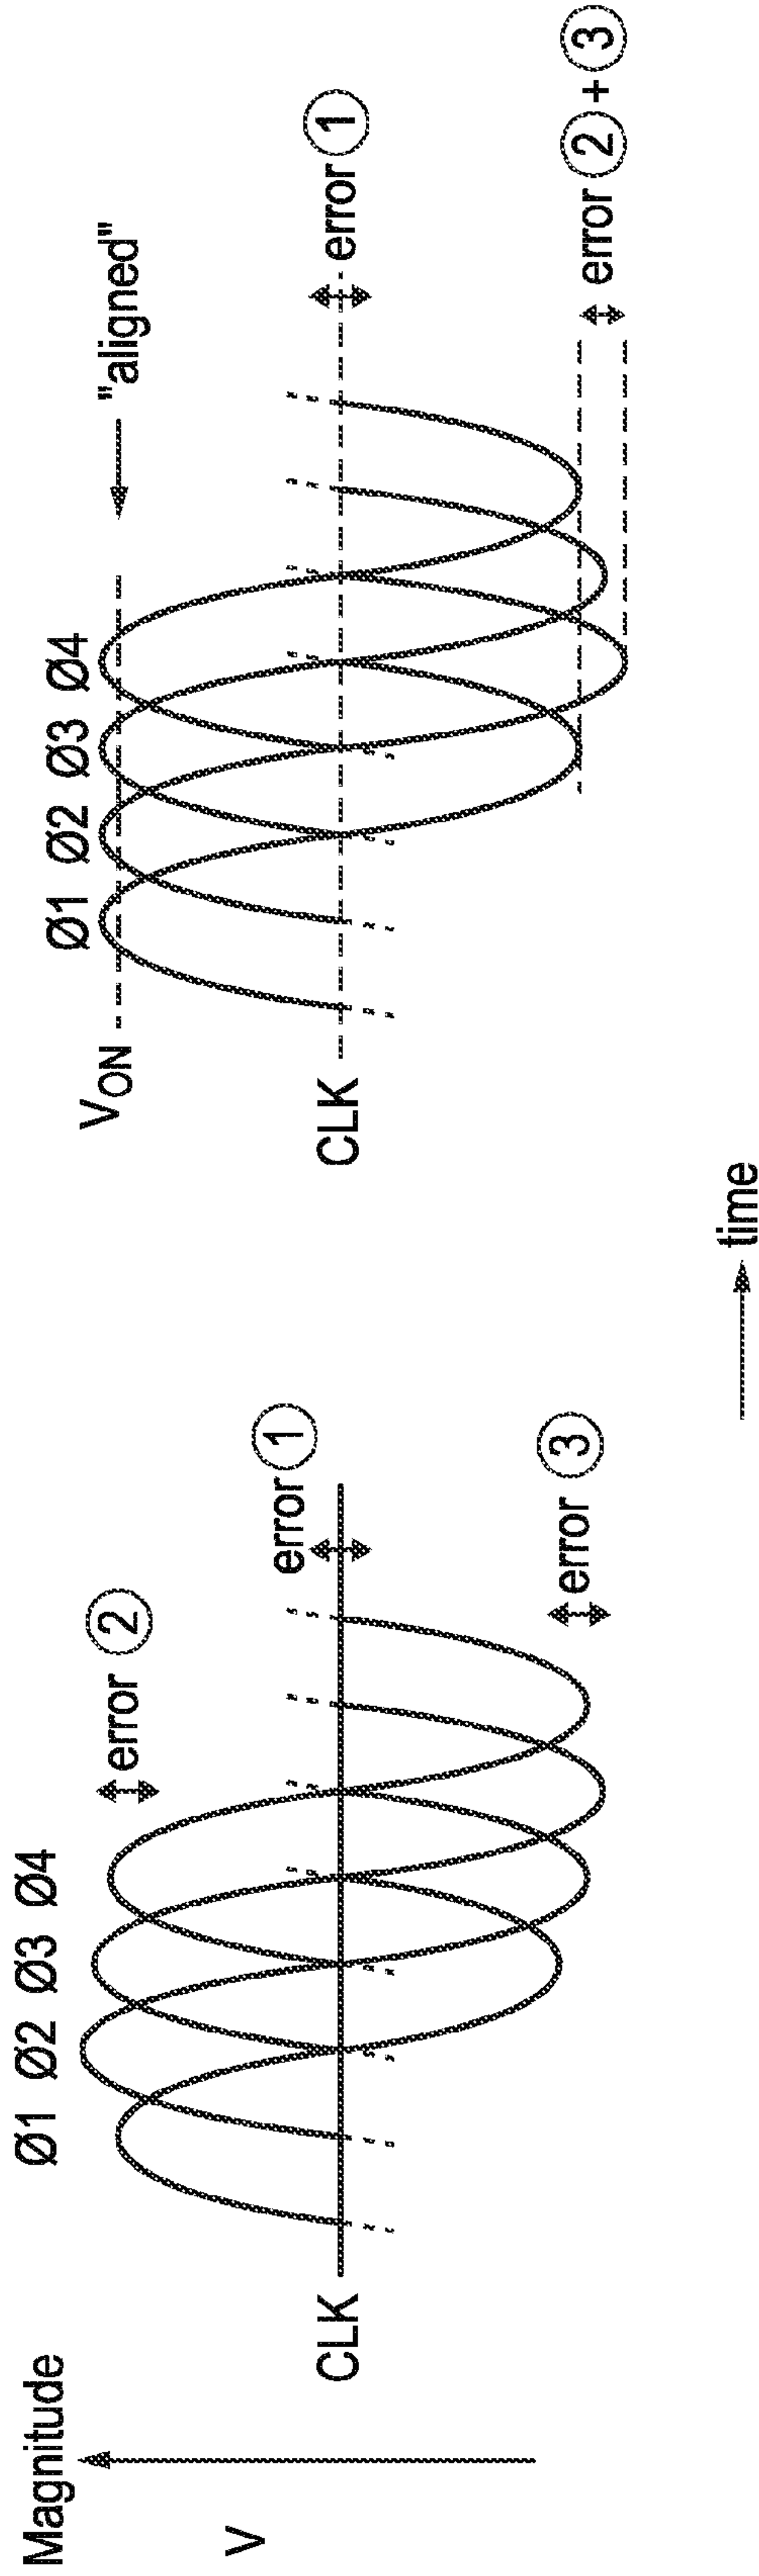 Magnitude
V
Ø1 Ø2 Ø3 Ø4
error ②
CLK
error ①
error ③
time
Ø1 Ø2 Ø3 Ø4
VON
"aligned"
CLK
error ①
error ② + ③